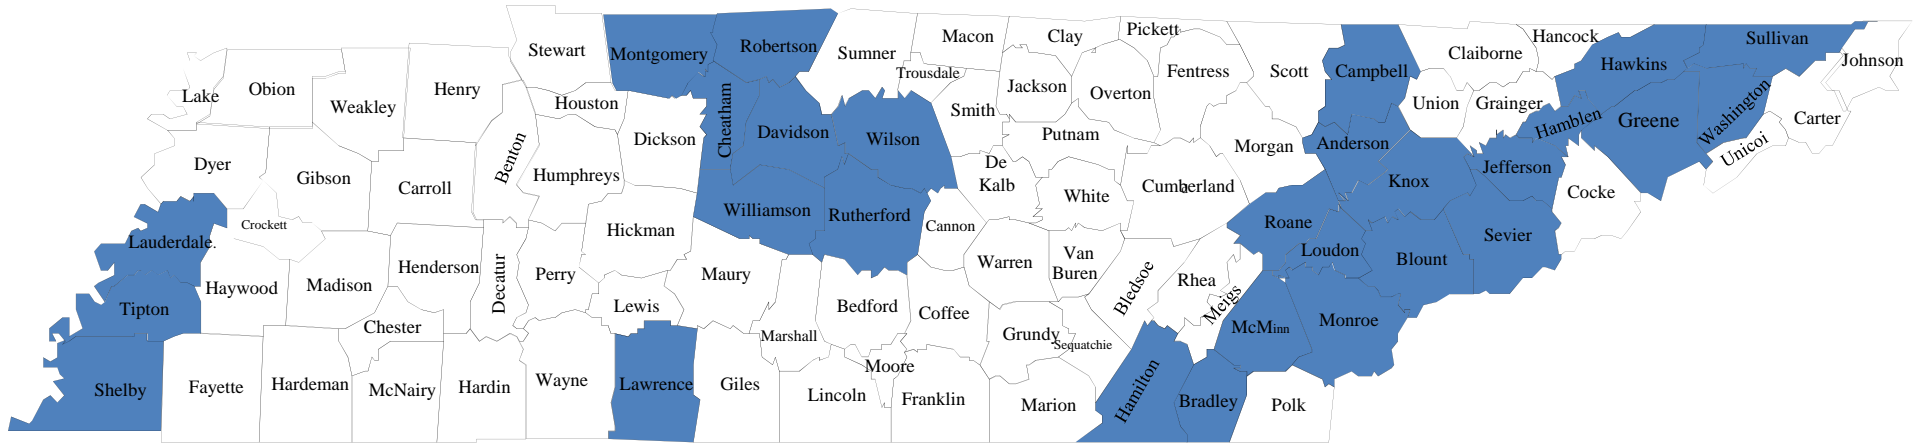 Stewart
Montgomery
Robertson
Sumner
Macon
Clay
Pickett
Claiborne
Hancock
Sullivan
Johnson
Lake
Obion
Weakley
Henry
Houston
Trousdale
Jackson
Overton
Fentress
Scott
Campbell
Union
Grainger
Hawkins
Benton
Dickson
Cheatham
Davidson
Wilson
Smith
Putnam
Morgan
Anderson
Hamblen
Greene
Washington
Carter
Unicoi
Dyer
Gibson
Carroll
Humphreys
De
Kalb
White
Cumberland
Knox
Jefferson
Cocke
Lauderdale.
Crockett
Hickman
Williamson
Rutherford
Cannon
Roane
Loudon
Blount
Sevier
Tipton
Haywood
Madison
Henderson
Decatur
Perry
Lewis
Maury
Bedford
Coffee
Warren
Van
Buren
Bledsoe
Rhea
Meigs
McMinn
Monroe
Chester
Marshall
Moore
Grundy
Sequatchie
Shelby
Fayette
Hardeman
McNairy
Hardin
Wayne
Lawrence
Giles
Lincoln
Franklin
Marion
Hamilton
Bradley
Polk